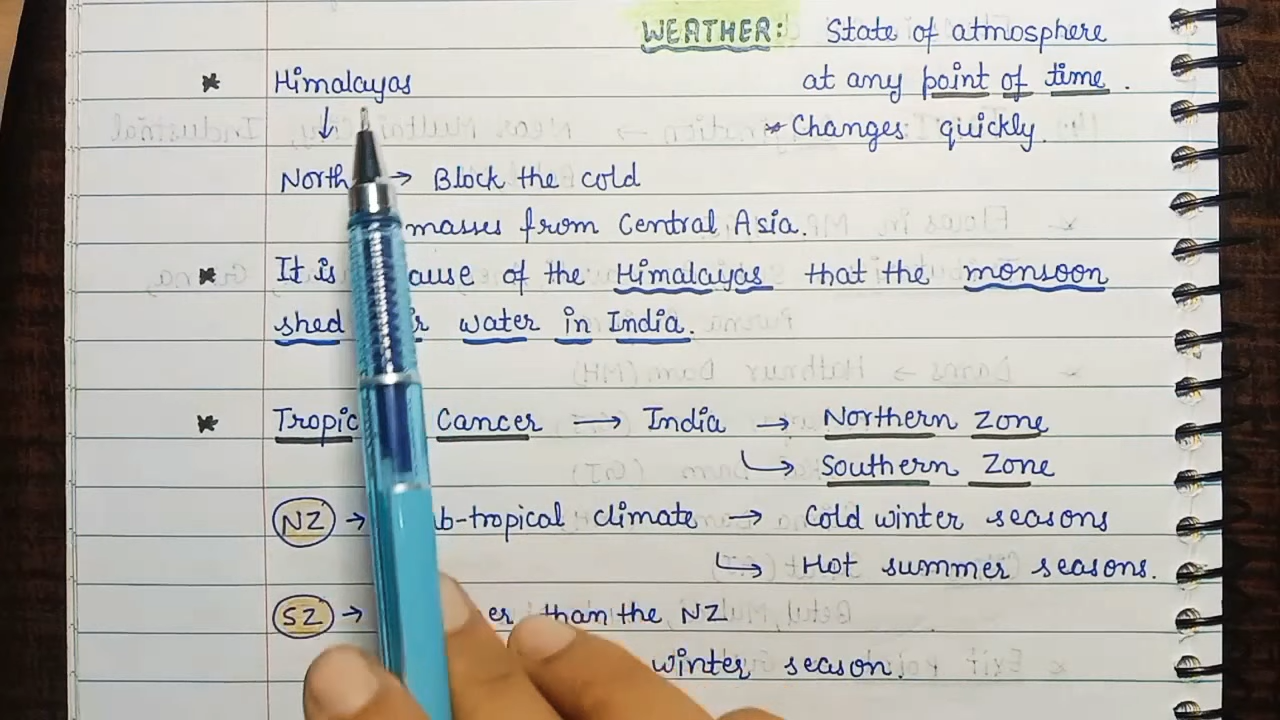 WEATHER: State of atmosphere
at any point of time.
* Changes quickly.
* Himalayas
↓
North → Block the cold
masses from Central Asia.
* It is of the Himalayas that the monsoon
shed water in India.
* Tropic Cancer → India → Northern Zone
↳ Southern Zone
NZ → climate → Cold winter seasons
↳ Hot summer seasons.
SZ → than the NZ
winter season.